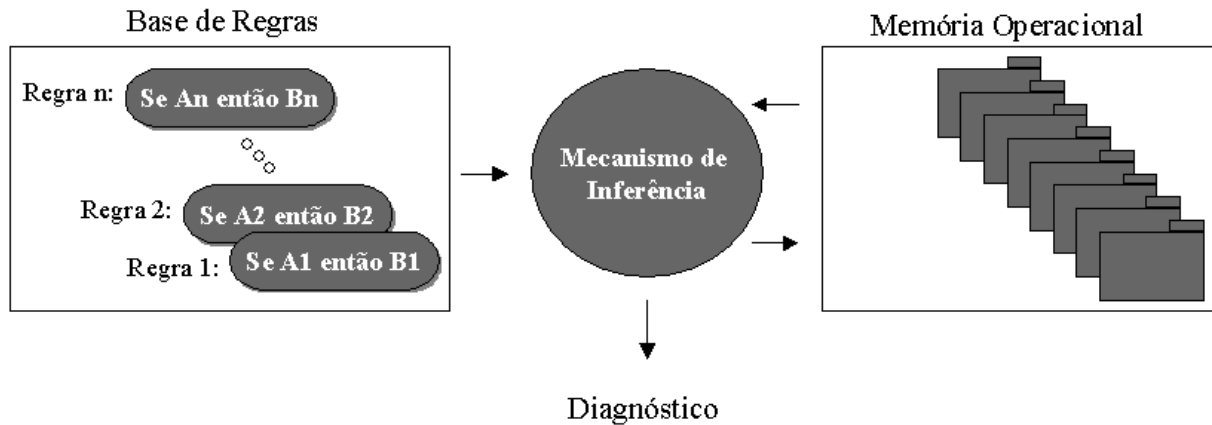 Base de Regras
Memória Operacional
Regra n:
Se An então Bn
Mecanismo de
Inferência
Regra 2:
Se A2 então B2
Regra 1:
Se A1 então B1
Diagnóstico